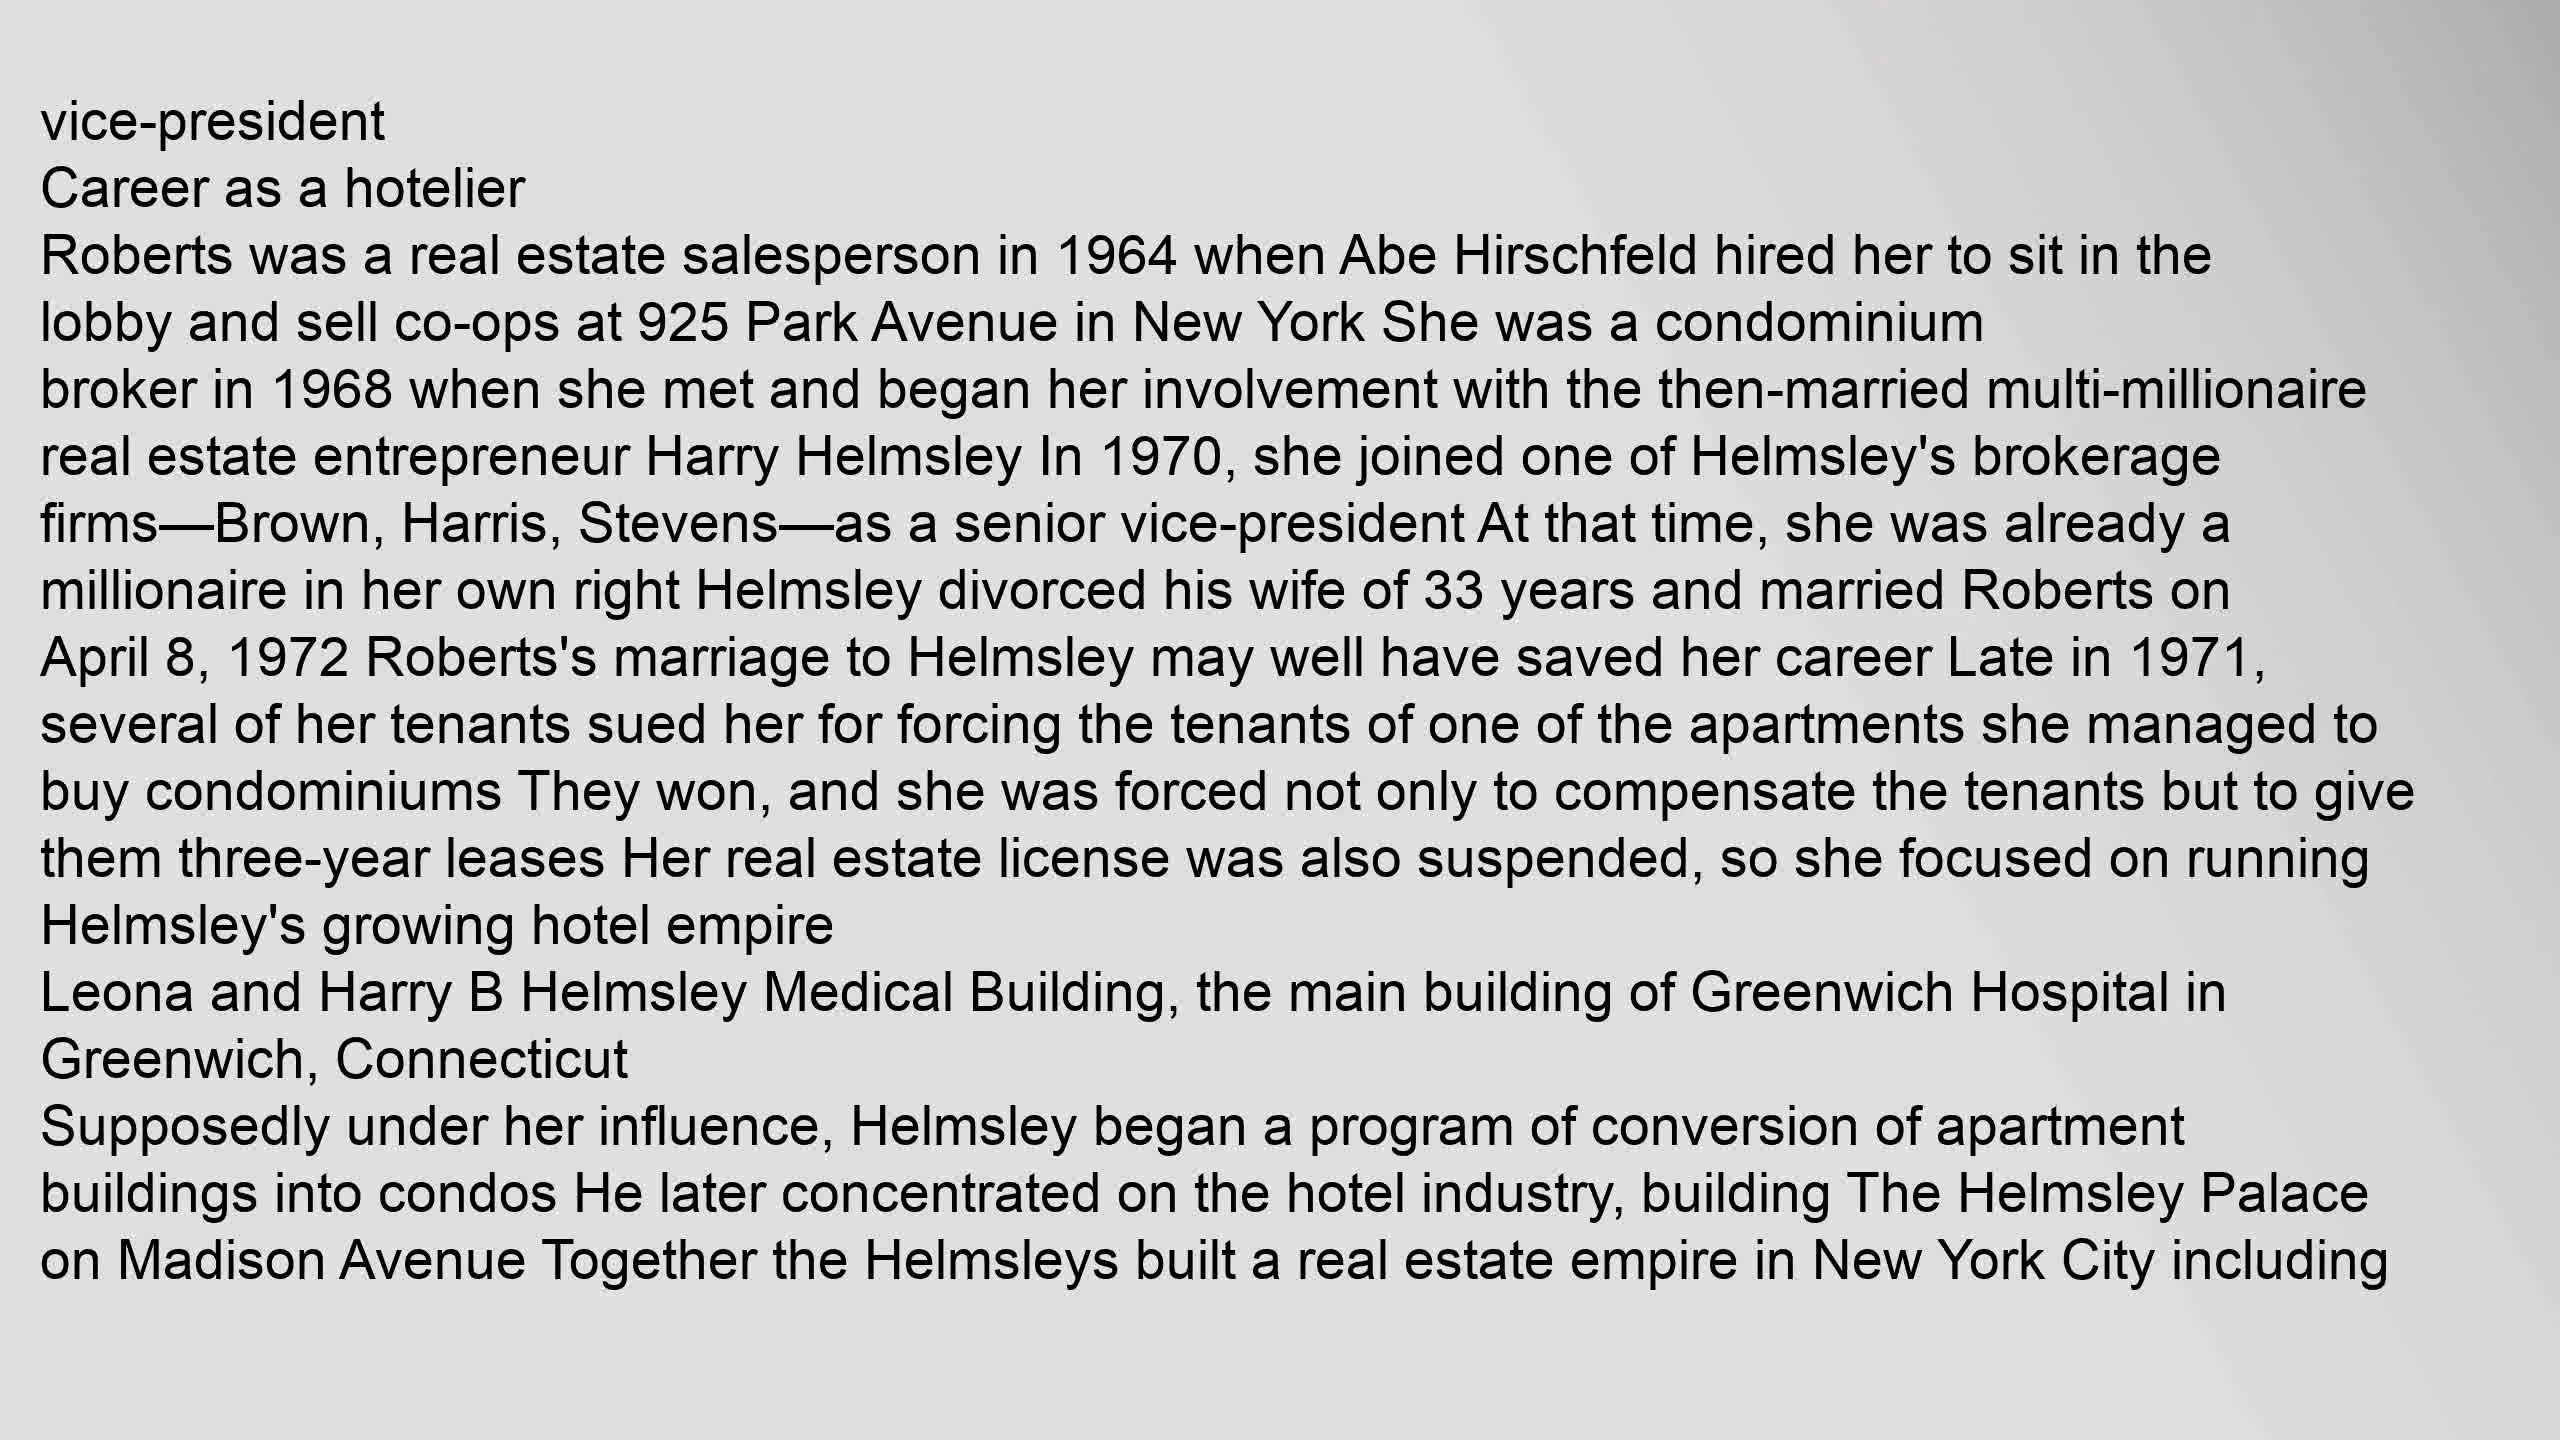 vice-president
Career as a hotelier
Roberts was a real estate salesperson in 1964 when Abe Hirschfeld hired her to sit in the
lobby and sell co-ops at 925 Park Avenue in New York She was a condominium
broker in 1968 when she met and began her involvement with the then-married multi-millionaire
real estate entrepreneur Harry Helmsley In 1970, she joined one of Helmsley's brokerage
firms—Brown, Harris, Stevens—as a senior vice-president At that time, she was already a
millionaire in her own right Helmsley divorced his wife of 33 years and married Roberts on
April 8, 1972 Roberts's marriage to Helmsley may well have saved her career Late in 1971,
several of her tenants sued her for forcing the tenants of one of the apartments she managed to
buy condominiums They won, and she was forced not only to compensate the tenants but to give
them three-year leases Her real estate license was also suspended, so she focused on running
Helmsley's growing hotel empire
Leona and Harry B Helmsley Medical Building, the main building of Greenwich Hospital in
Greenwich, Connecticut
Supposedly under her influence, Helmsley began a program of conversion of apartment
buildings into condos He later concentrated on the hotel industry, building The Helmsley Palace
on Madison Avenue Together the Helmsleys built a real estate empire in New York City including